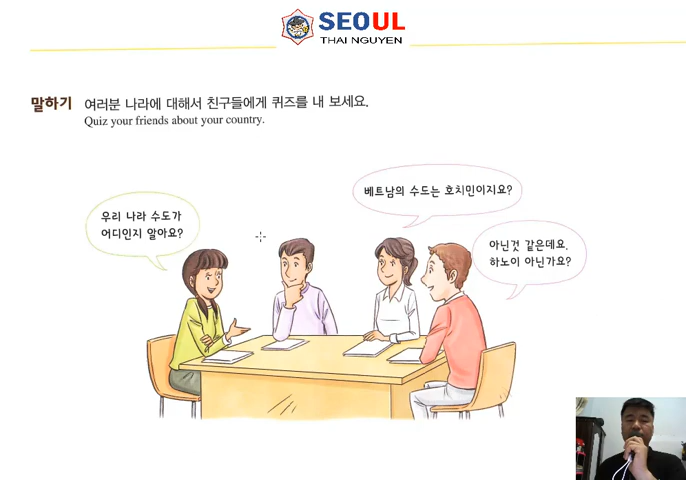 SEOUL
THAI NGUYEN
말하기 여러분 나라에 대해서 친구들에게 퀴즈를 내 보세요.
Quiz your friends about your country.
우리 나라 수도가
어디인지 알아요?
베트남의 수도는 호치민이지요?
아닌것 같은데요,
하노이 아닌가요?